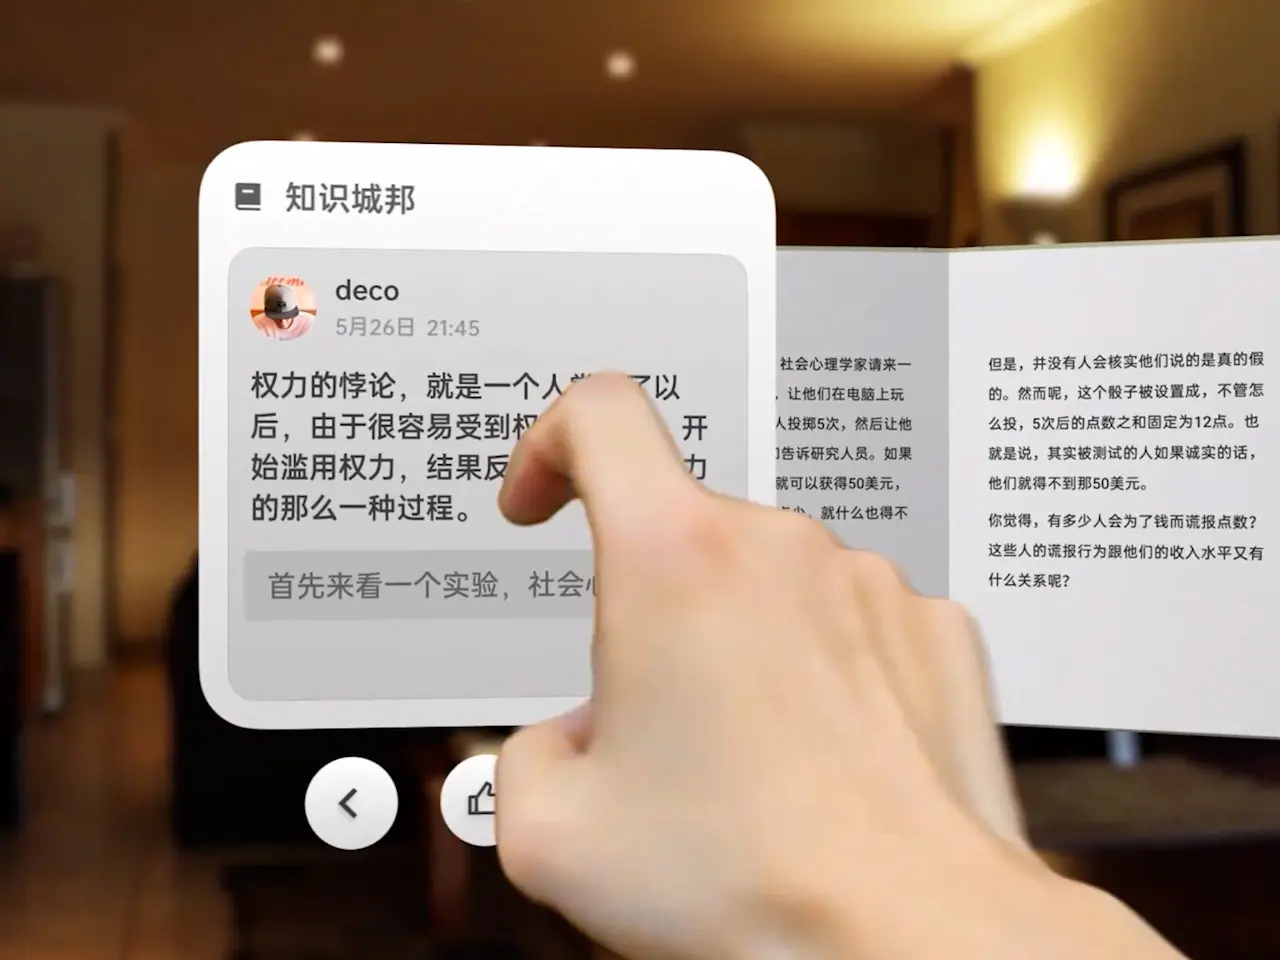 知识城邦
deco
5月26日 21:45
权力的悖论，就是一个人 了以
后，由于很容易受到权 ，开
始滥用权力，结果反 力
的那么一种过程。
首先来看一个实验，社会心
社会心理学家请来一
，让他们在电脑上玩
人投掷5次，然后让他
告诉研究人员。如果
就可以获得50美元，
点少，就什么也得不
但是，并没有人会核实他们说的是真的假
的。然而呢，这个骰子被设置成，不管怎
么投，5次后的点数之和固定为12点。也
就是说，其实被测试的人如果诚实的话，
他们就得不到那50美元。
你觉得，有多少人会为了钱而谎报点数？
这些人的谎报行为跟他们的收入水平又有
什么关系呢？